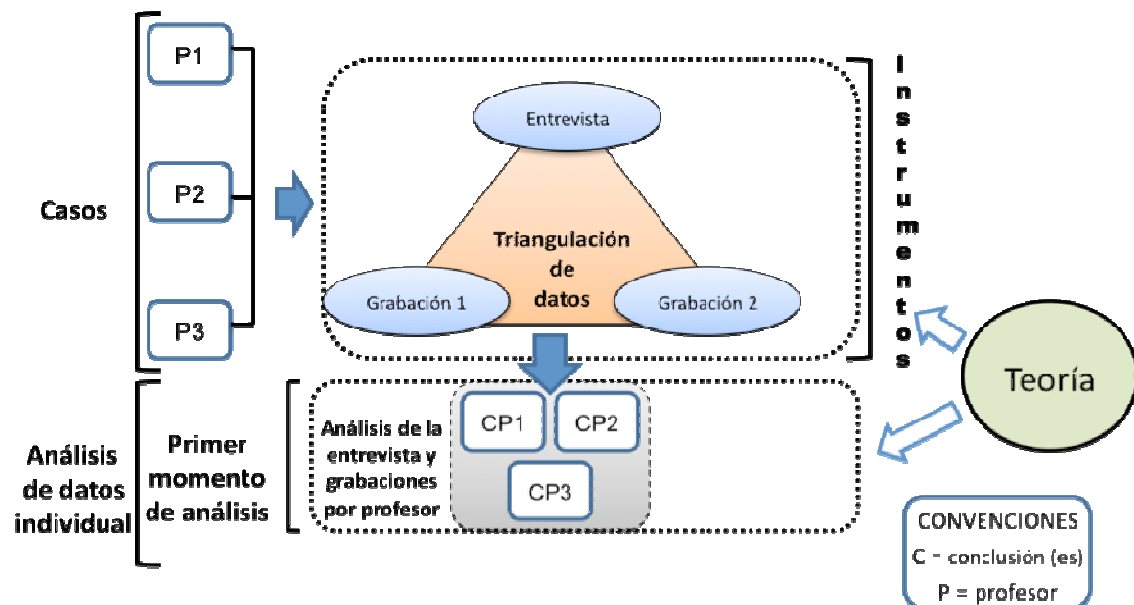 P1
P2
P3
Casos
Entrevista
Triangulación
de
datos
Grabación 1
Grabación 2
Instrumentos
Teoría
Análisis
de datos
individual
Primer
momento
de análisis
Análisis de la
entrevista y
grabaciones
por profesor
CP1
CP2
CP3
CONVENCIONES
C - conclusión (es)
P = profesor